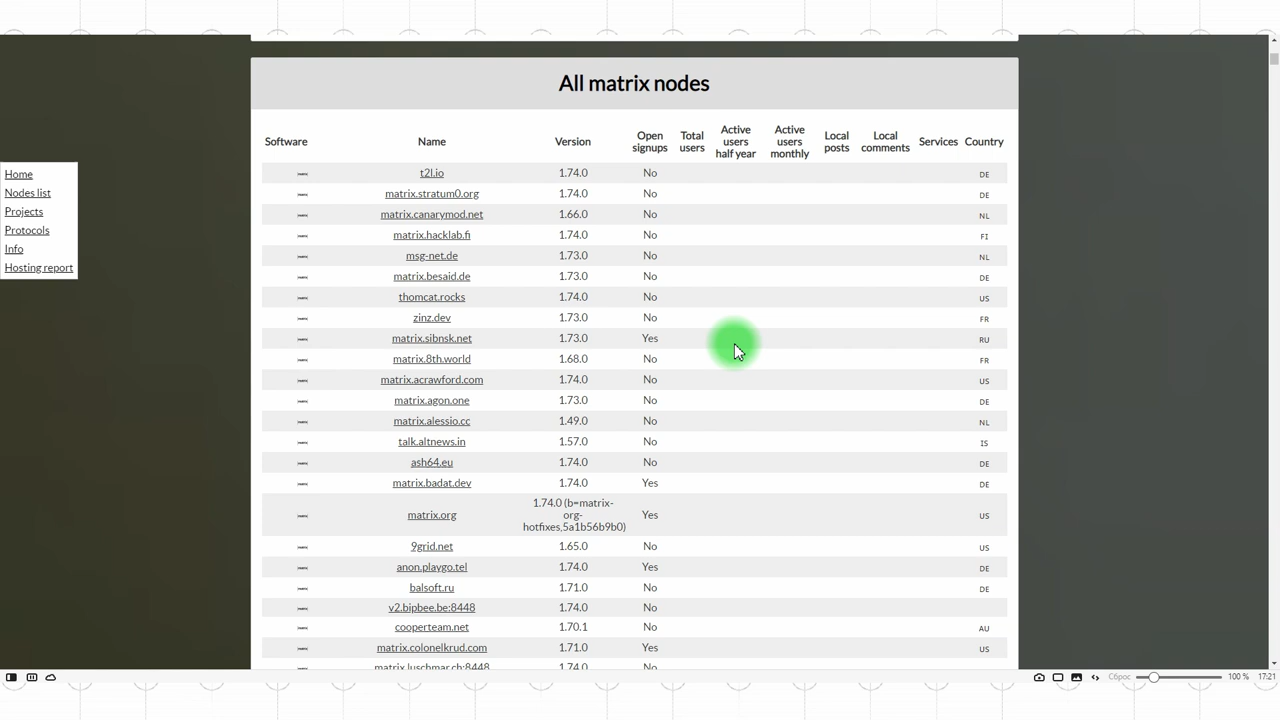 All matrix nodes
Software Name Version Open signups Total users Active users half year Active users monthly Local posts Local comments Services Country
t2l.io 1.74.0 No DE
matrix.stratum0.org 1.74.0 No DE
matrix.canarymod.net 1.66.0 No NL
matrix.hacklab.fi 1.74.0 No FI
msg-net.de 1.73.0 No NL
matrix.besaid.de 1.73.0 No DE
thomcat.rocks 1.74.0 No US
zinz.dev 1.73.0 No FR
matrix.sibnsk.net 1.73.0 Yes RU
matrix.8th.world 1.68.0 No FR
matrix.acrawford.com 1.74.0 No US
matrix.agon.one 1.73.0 No DE
matrix.alessio.cc 1.49.0 No NL
talk.altnews.in 1.57.0 No IS
ash64.eu 1.74.0 No DE
matrix.badat.dev 1.74.0 Yes DE
matrix.org 1.74.0 (b=matrix-org-hotfixes,5a1b56b9b0) Yes US
9grid.net 1.65.0 No US
anon.playgo.tel 1.74.0 Yes DE
balsoft.ru 1.71.0 No DE
v2.bipbee.be:8448 1.74.0 No
cooperteam.net 1.70.1 No AU
matrix.colonelkrud.com 1.71.0 Yes US
matrix.luschmar.ch:8448 1.74.0 No
Home
Nodes list
Projects
Protocols
Info
Hosting report
Сброс 100 % 17:21